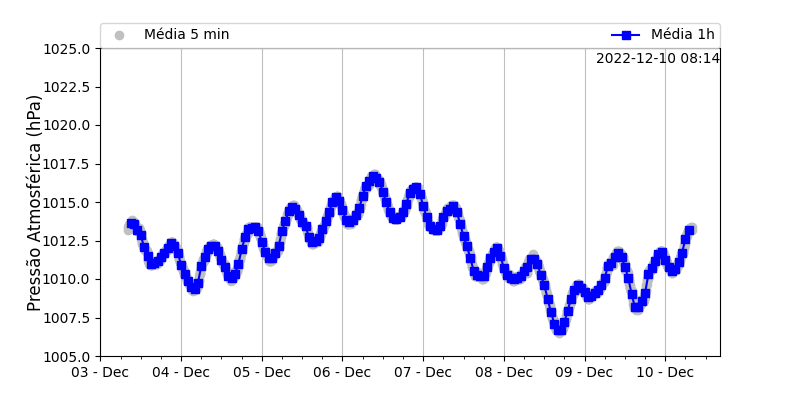 Média 5 min
Média 1h
2022-12-10 08:14
Pressão Atmosférica (hPa)
1025.0
1022.5
1020.0
1017.5
1015.0
1012.5
1010.0
1007.5
1005.0
03 - Dec
04 - Dec
05 - Dec
06 - Dec
07 - Dec
08 - Dec
09 - Dec
10 - Dec